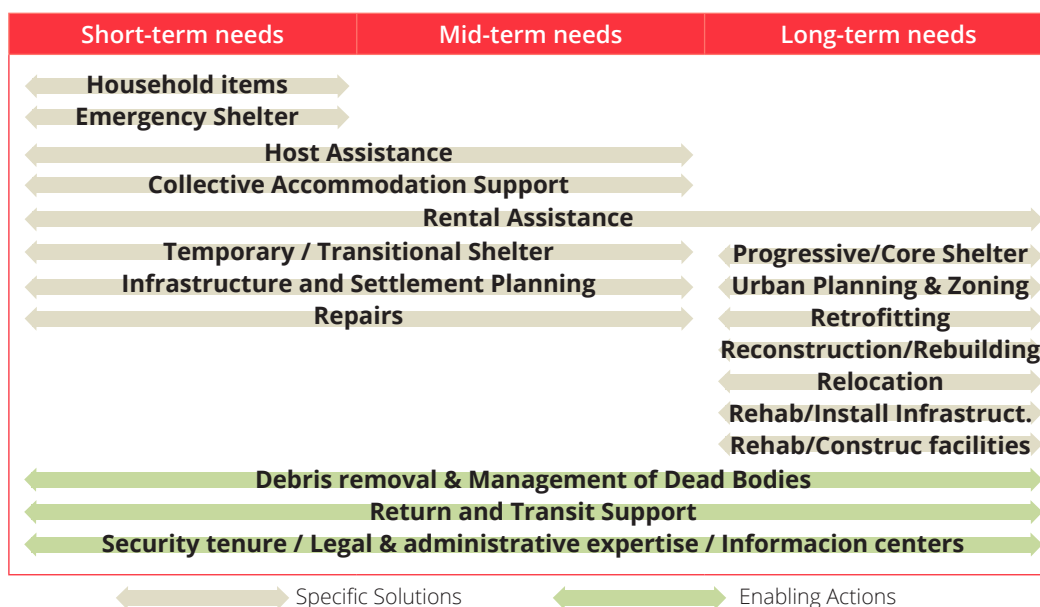 Short-term needs Mid-term needs Long-term needs
Household items
Emergency Shelter
Host Assistance
Collective Accommodation Support
Rental Assistance
Temporary / Transitional Shelter Progressive/Core Shelter
Infrastructure and Settlement Planning Urban Planning & Zoning
Repairs Retrofitting
Reconstruction/Rebuilding
Relocation
Rehab/Install Infrastruct.
Rehab/Construc facilities
Debris removal & Management of Dead Bodies
Return and Transit Support
Security tenure / Legal & administrative expertise / Informacion centers
Specific Solutions Enabling Actions